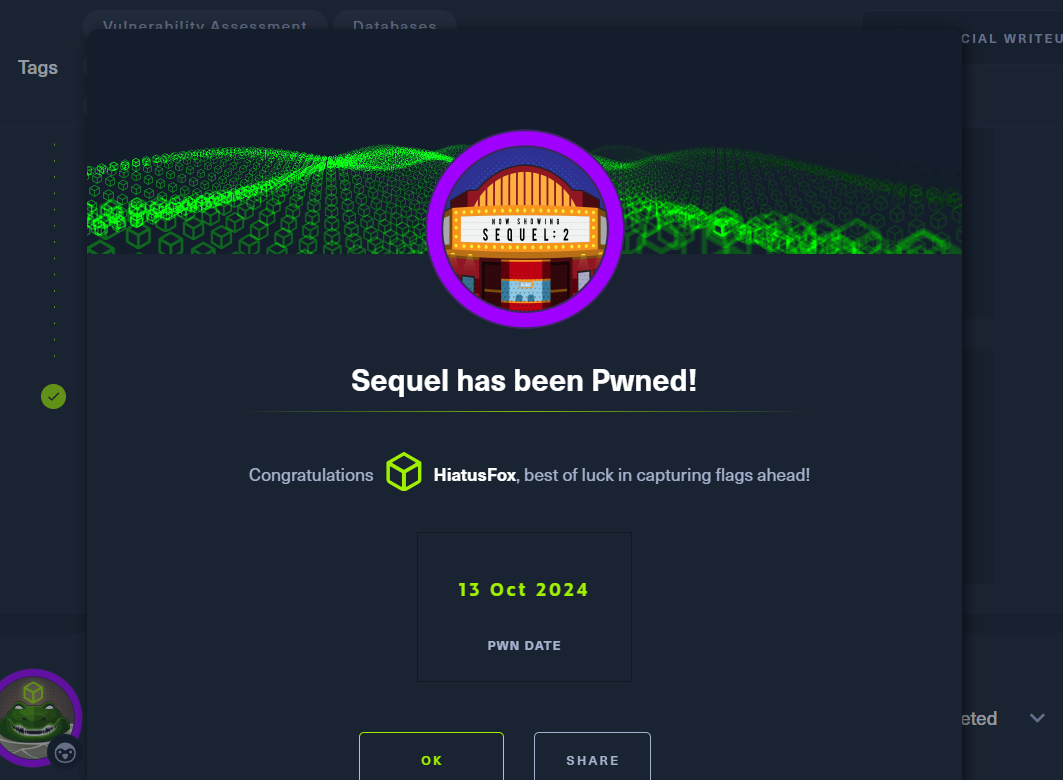 Vulnerability Assessment Databases
CIAL WRITEU
Tags
NOW SHOWING
SEQUEL:2
Sequel has been Pwned!
Congratulations HiatusFox, best of luck in capturing flags ahead!
13 Oct 2024
PWN DATE
eted
OK SHARE